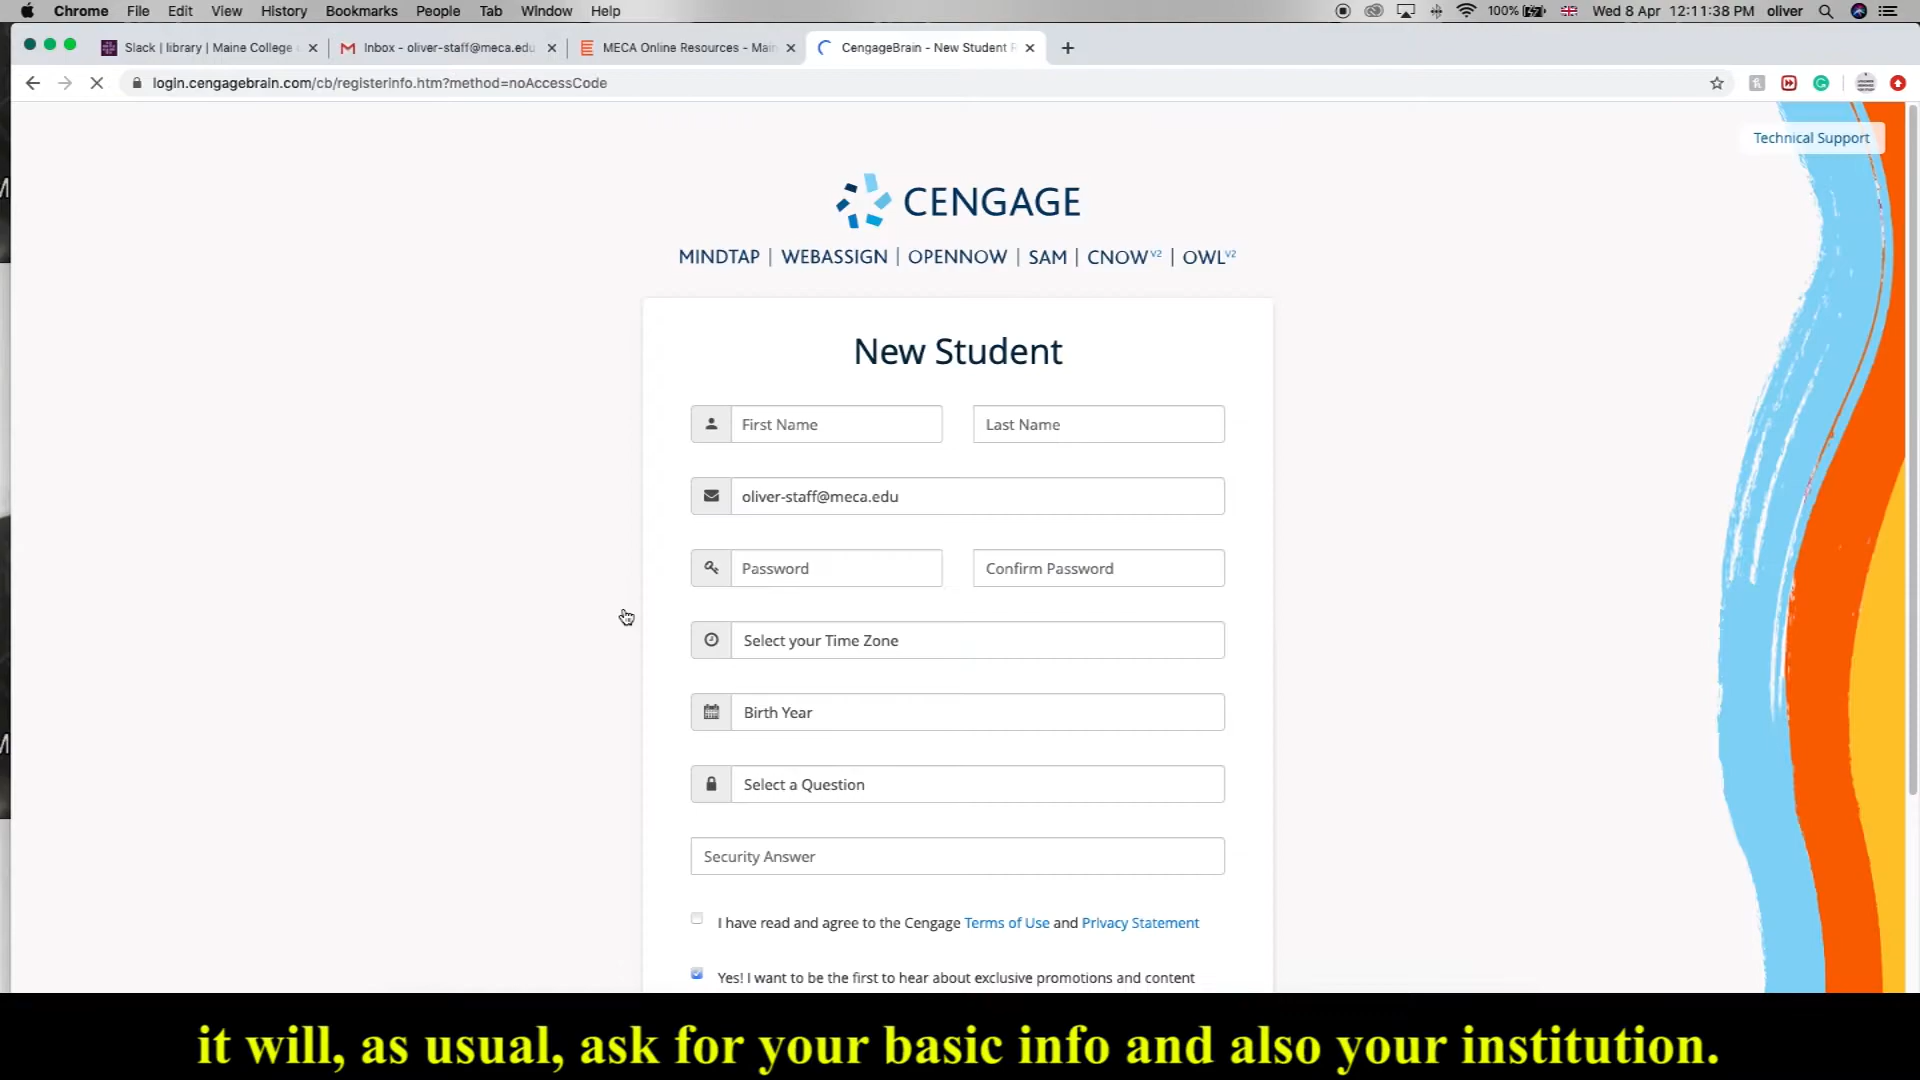 Chrome File Edit View History Bookmarks People Tab Window Help 100% Wed 8 Apr 12:11:38 PM oliver
Slack | library | Maine College Inbox - oliver-staff@meca.edu MECA Online Resources - Main CengageBrain - New Student R
login.cengagebrain.com/cb/registerinfo.htm?method=noAccessCode
Technical Support
CENGAGE
MINDTAP | WEBASSIGN | OPENNOW | SAM | CNOWV2 | OWLV2
New Student
First Name Last Name
oliver-staff@meca.edu
Password Confirm Password
Select your Time Zone
Birth Year
Select a Question
Security Answer
I have read and agree to the Cengage Terms of Use and Privacy Statement
Yes! I want to be the first to hear about exclusive promotions and content
it will, as usual, ask for your basic info and also your institution.